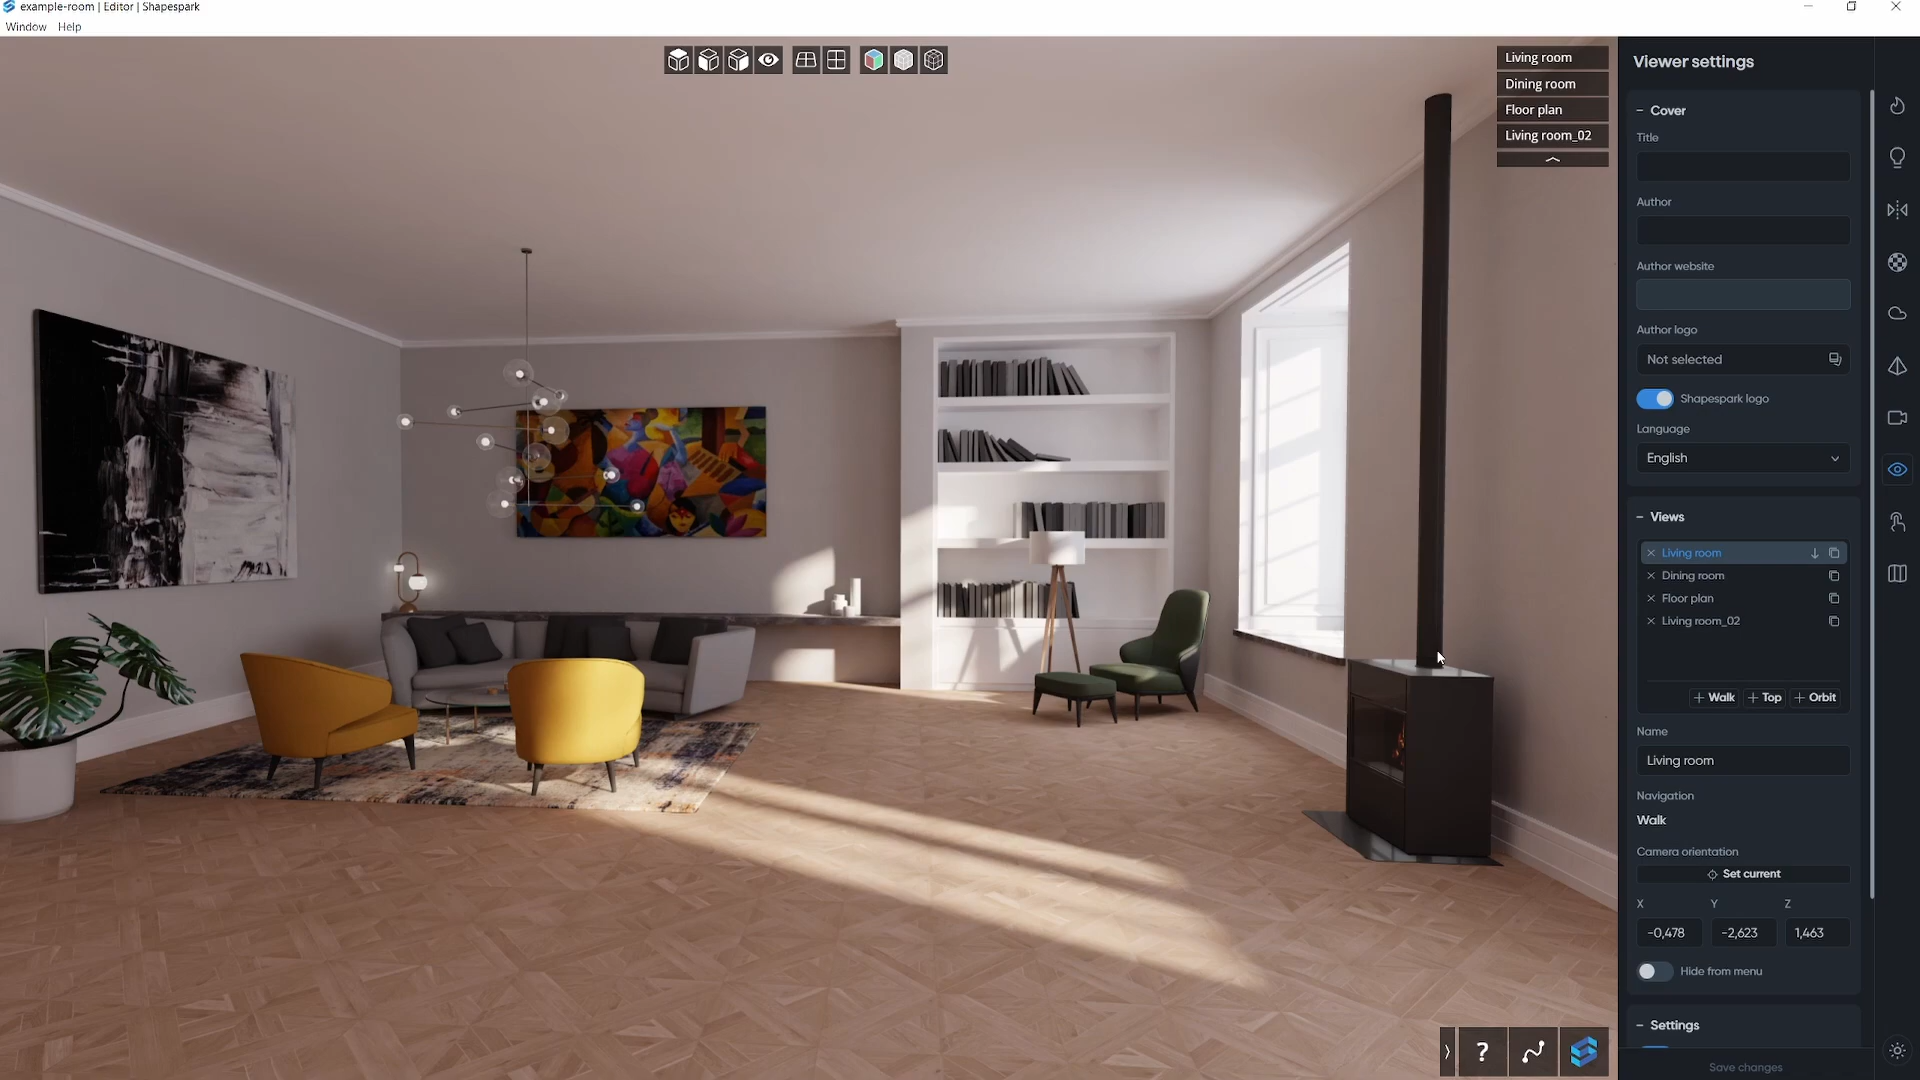 example-room | Editor | Shapespark
Window Help
Living room
Dining room
Floor plan
Living room_02
Viewer settings
Cover
Title
Author
Author website
Author logo
Not selected
Shapespark logo
Language
English
Views
Living room
Dining room
Floor plan
Living room_02
+ Walk + Top + Orbit
Name
Living room
Navigation
Walk
Camera orientation
Set current
X Y Z
-0,478 -2,623 1,463
Hide from menu
Settings
Save changes
?